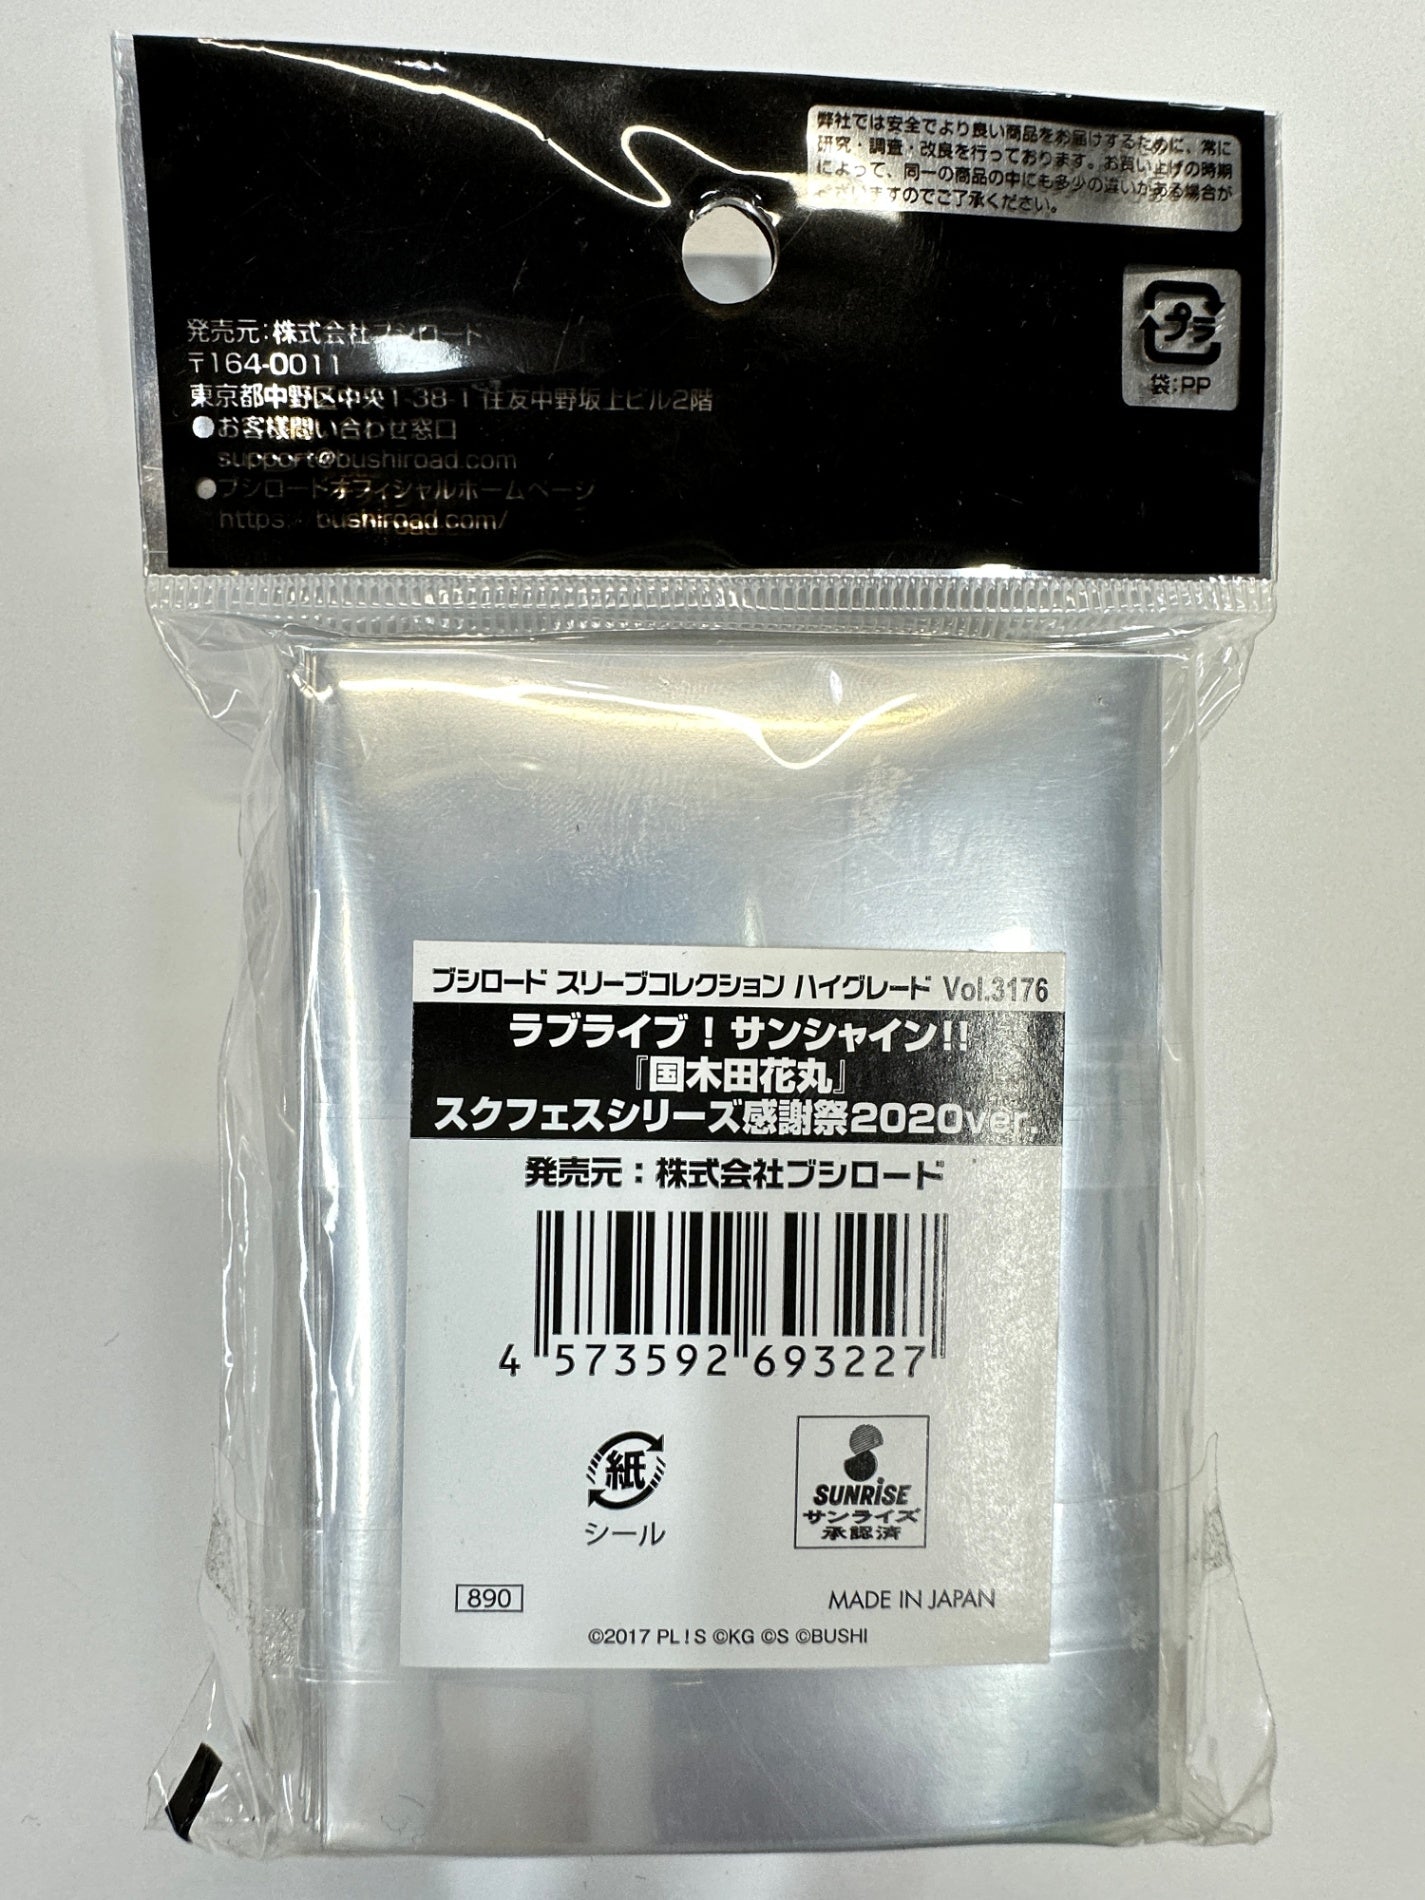 弊社では安全でより良い商品をお届けするために、常に
研究・調査・改良を行っております。お買い上げの時期
によって、同一の商品の中にも多少の違いがある場合が
ございますのでご了承ください。
プラ
袋:PP
発売元:株式会社ブシロード
〒164-0011
東京都中野区中央1-38-1 住友中野坂上ビル2階
●お客様問い合わせ窓口
support@bushiroad.com
●ブシロードオフィシャルホームページ
https://bushiroad.com/
ブシロード スリーブコレクション ハイグレード Vol.3176
ラブライブ!サンシャイン!!
『国木田花丸』
スクフェスシリーズ感謝祭2020ver.
発売元:株式会社ブシロード
4 573592 693227
紙
シール
SUNRiSE
サンライズ
承認済
890
MADE IN JAPAN
©2017 PL!S ©KG ©S ©BUSHI